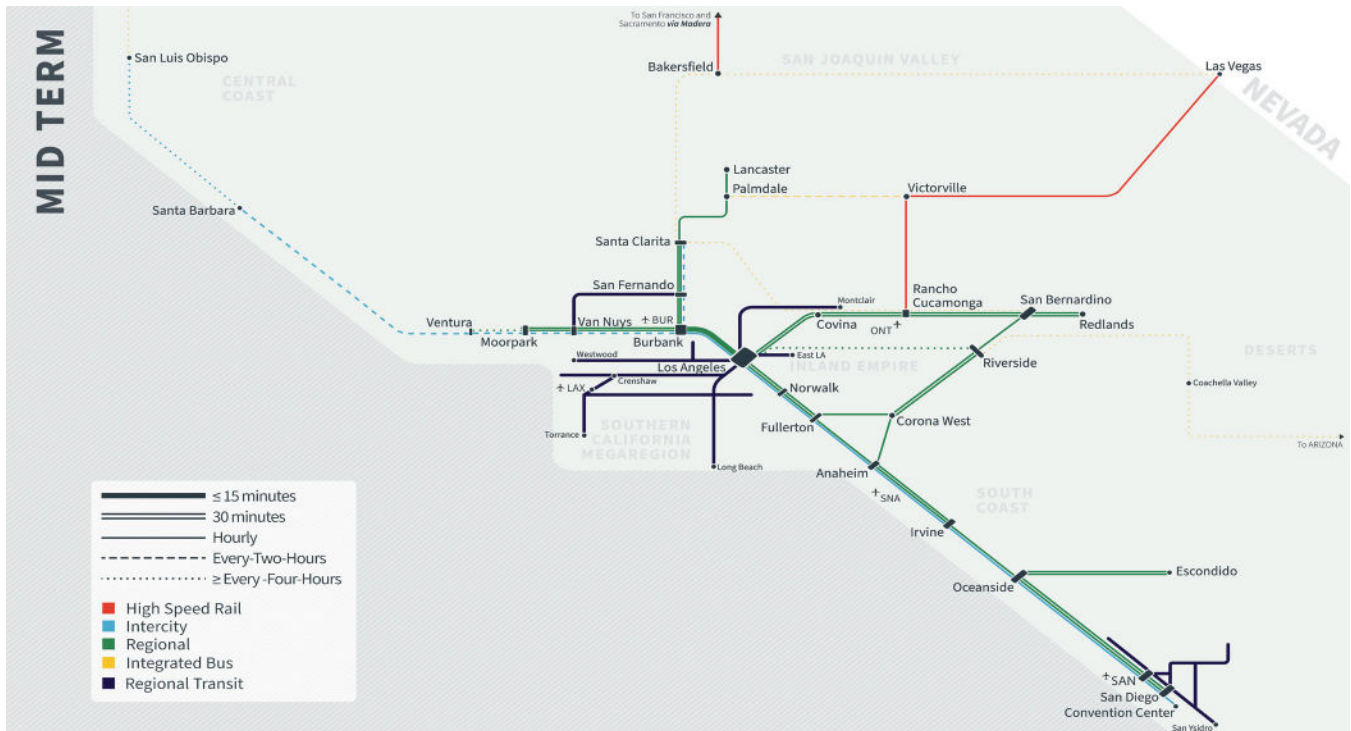 MID TERM
To San Francisco and
Sacramento via Madera
San Luis Obispo
CENTRAL
COAST
Bakersfield
SAN JOAQUIN VALLEY
Las Vegas
NEVADA
Santa Barbara
Lancaster
Palmdale
Victorville
Santa Clarita
San Fernando
Montclair
Rancho
Cucamonga
San Bernardino
Ventura
Moorpark
Van Nuys
BUR
Burbank
Covina
ONT
Redlands
Westwood
Los Angeles
East LA
INLAND EMPIRE
Riverside
DESERTS
LAX
Crenshaw
Norwalk
Coachella Valley
Fullerton
Corona West
Torrance
SOUTHERN
CALIFORNIA
MEGAREGION
Long Beach
To ARIZONA
Anaheim
SNA
SOUTH
COAST
Irvine
Oceanside
Escondido
SAN
San Diego
Convention Center
San Ysidro
≤ 15 minutes
30 minutes
Hourly
Every-Two-Hours
≥ Every -Four-Hours
High Speed Rail
Intercity
Regional
Integrated Bus
Regional Transit